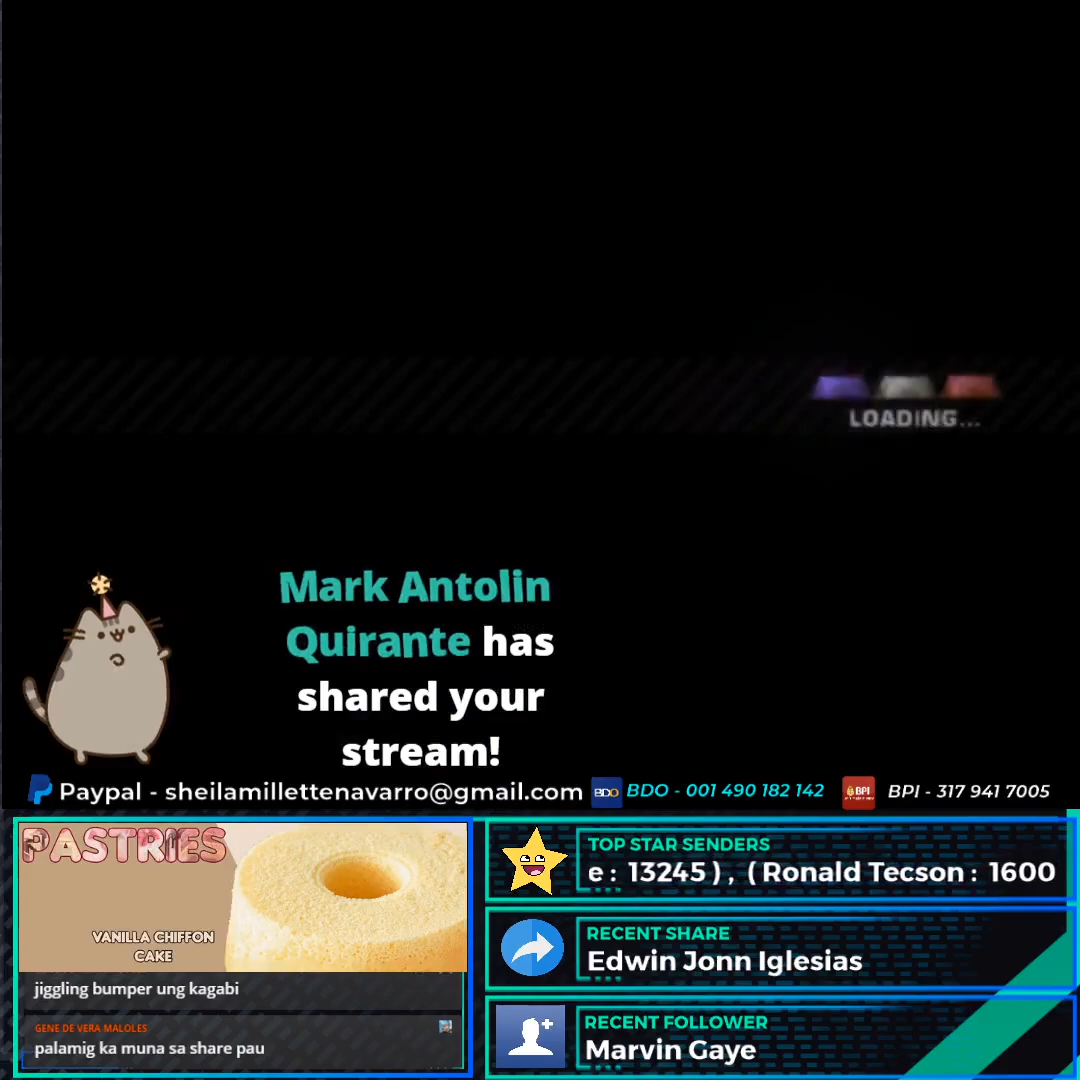 LOADING...
Mark Antolin
Quirante has
shared your
stream!
Paypal - sheilamillettenavarro@gmail.com
BDO BDO - 001 490 182 142
BPI BPI - 317 941 7005
PASTRIES
VANILLA CHIFFON
CAKE
jiggling bumper ung kagabi
GENE DE VERA MALOLES
palamig ka muna sa share pau
TOP STAR SENDERS
e : 13245 ) , ( Ronald Tecson : 1600
RECENT SHARE
Edwin Jonn Iglesias
RECENT FOLLOWER
Marvin Gaye